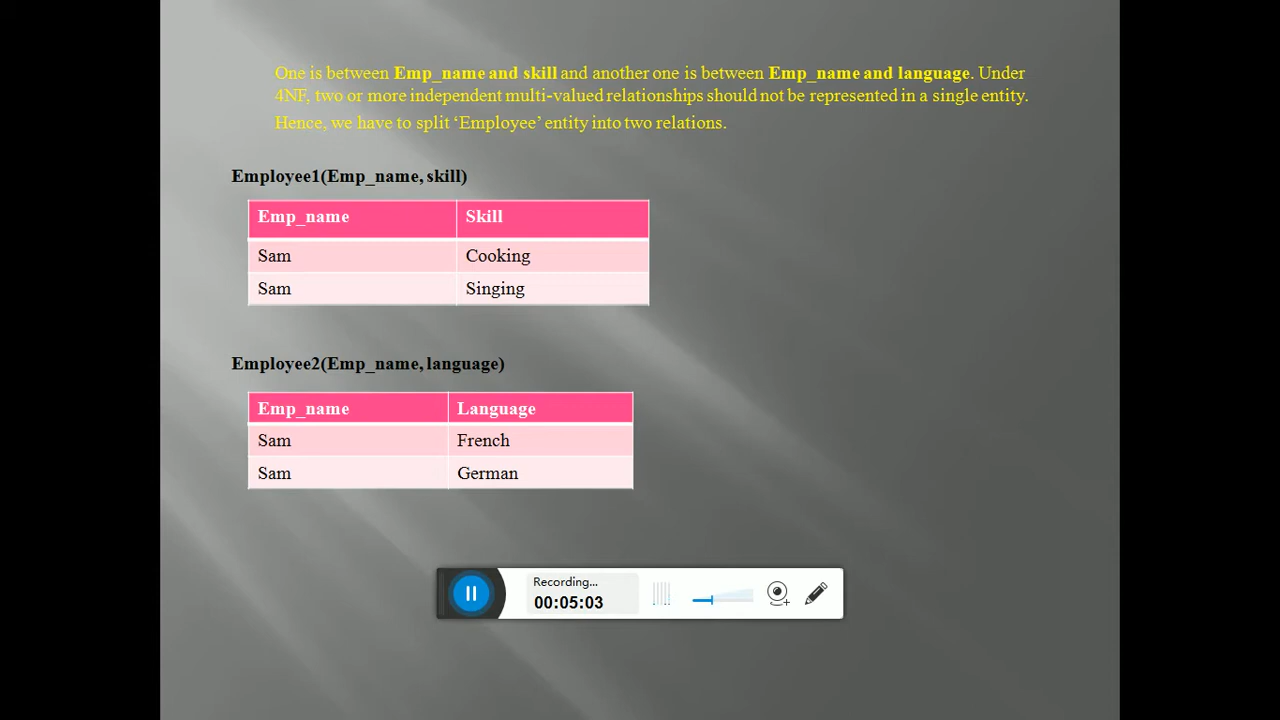 One is between Emp_name and skill and another one is between Emp_name and language. Under
4NF, two or more independent multi-valued relationships should not be represented in a single entity.
Hence, we have to split ‘Employee’ entity into two relations.
Employee1(Emp_name, skill)
Emp_name Skill
Sam Cooking
Sam Singing
Employee2(Emp_name, language)
Emp_name Language
Sam French
Sam German
Recording...
00:05:03